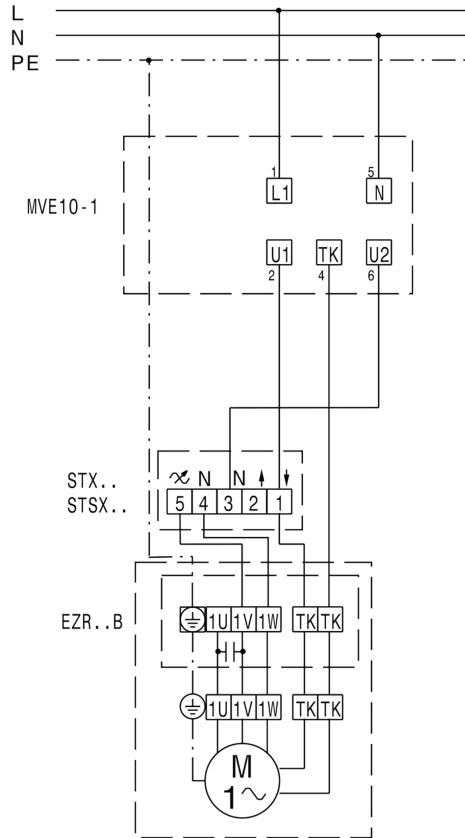 L
N
PE
1 5
MVE10-1
L1 N
U1 TK U2
2 4 6
STX.. N N
STSX.. 5 4 3 2 1
EZR..B 1U 1V 1W TK TK
1U 1V 1W TK TK
M
1